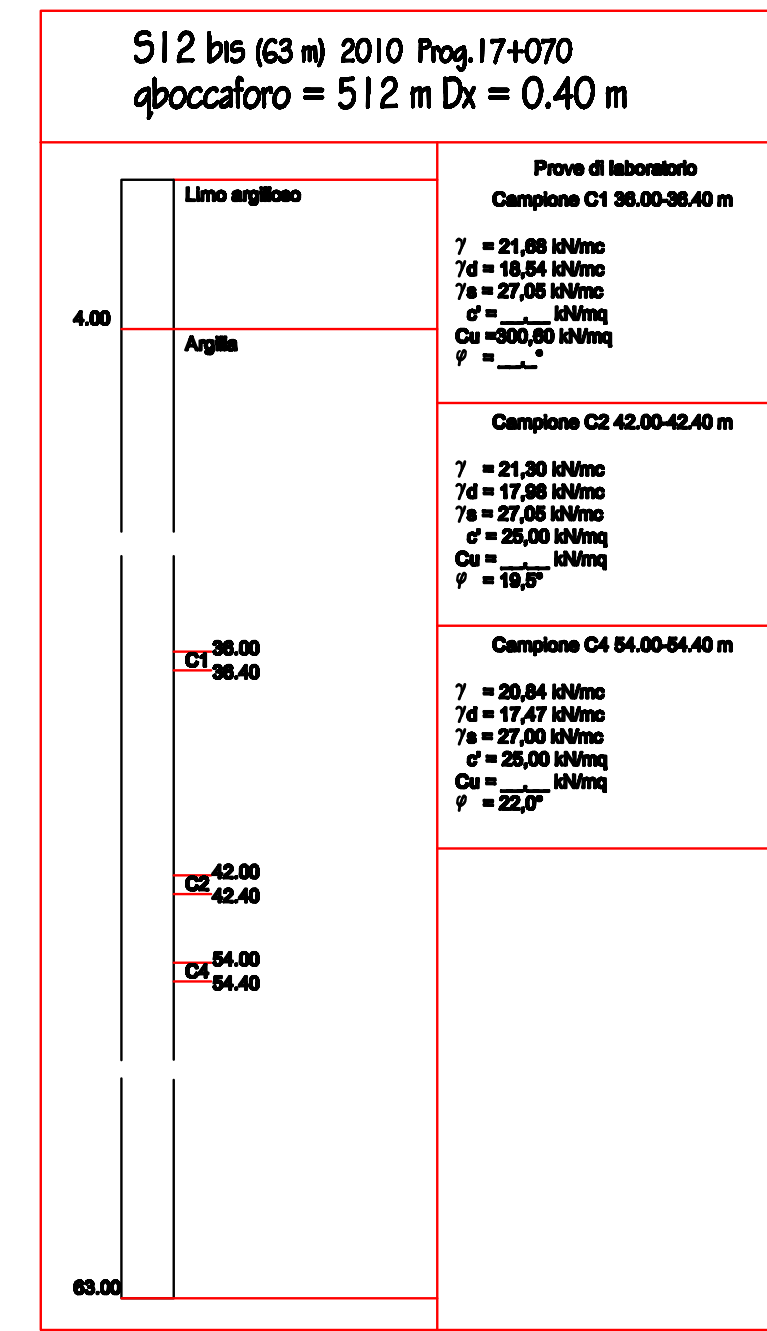 S12 bis (63 m) 2010 Prog.17+070
qboccaforo = 512 m Dx = 0.40 m
Limo argilloso
4.00
Argilla
36.00
C1
36.40
42.00
C2
42.40
54.00
C4
54.40
63.00
Prove di laboratorio
Campione C1 36.00-36.40 m
γ = 21,68 kN/mc
γd = 18,54 kN/mc
γs = 27,05 kN/mc
c' = __,__ kN/mq
Cu =300,60 kN/mq
φ = __,_°
Campione C2 42.00-42.40 m
γ = 21,30 kN/mc
γd = 17,98 kN/mc
γs = 27,05 kN/mc
c' = 25,00 kN/mq
Cu = __,__ kN/mq
φ = 19,5°
Campione C4 54.00-54.40 m
γ = 20,84 kN/mc
γd = 17,47 kN/mc
γs = 27,00 kN/mc
c' = 25,00 kN/mq
Cu = __,__ kN/mq
φ = 22,0°